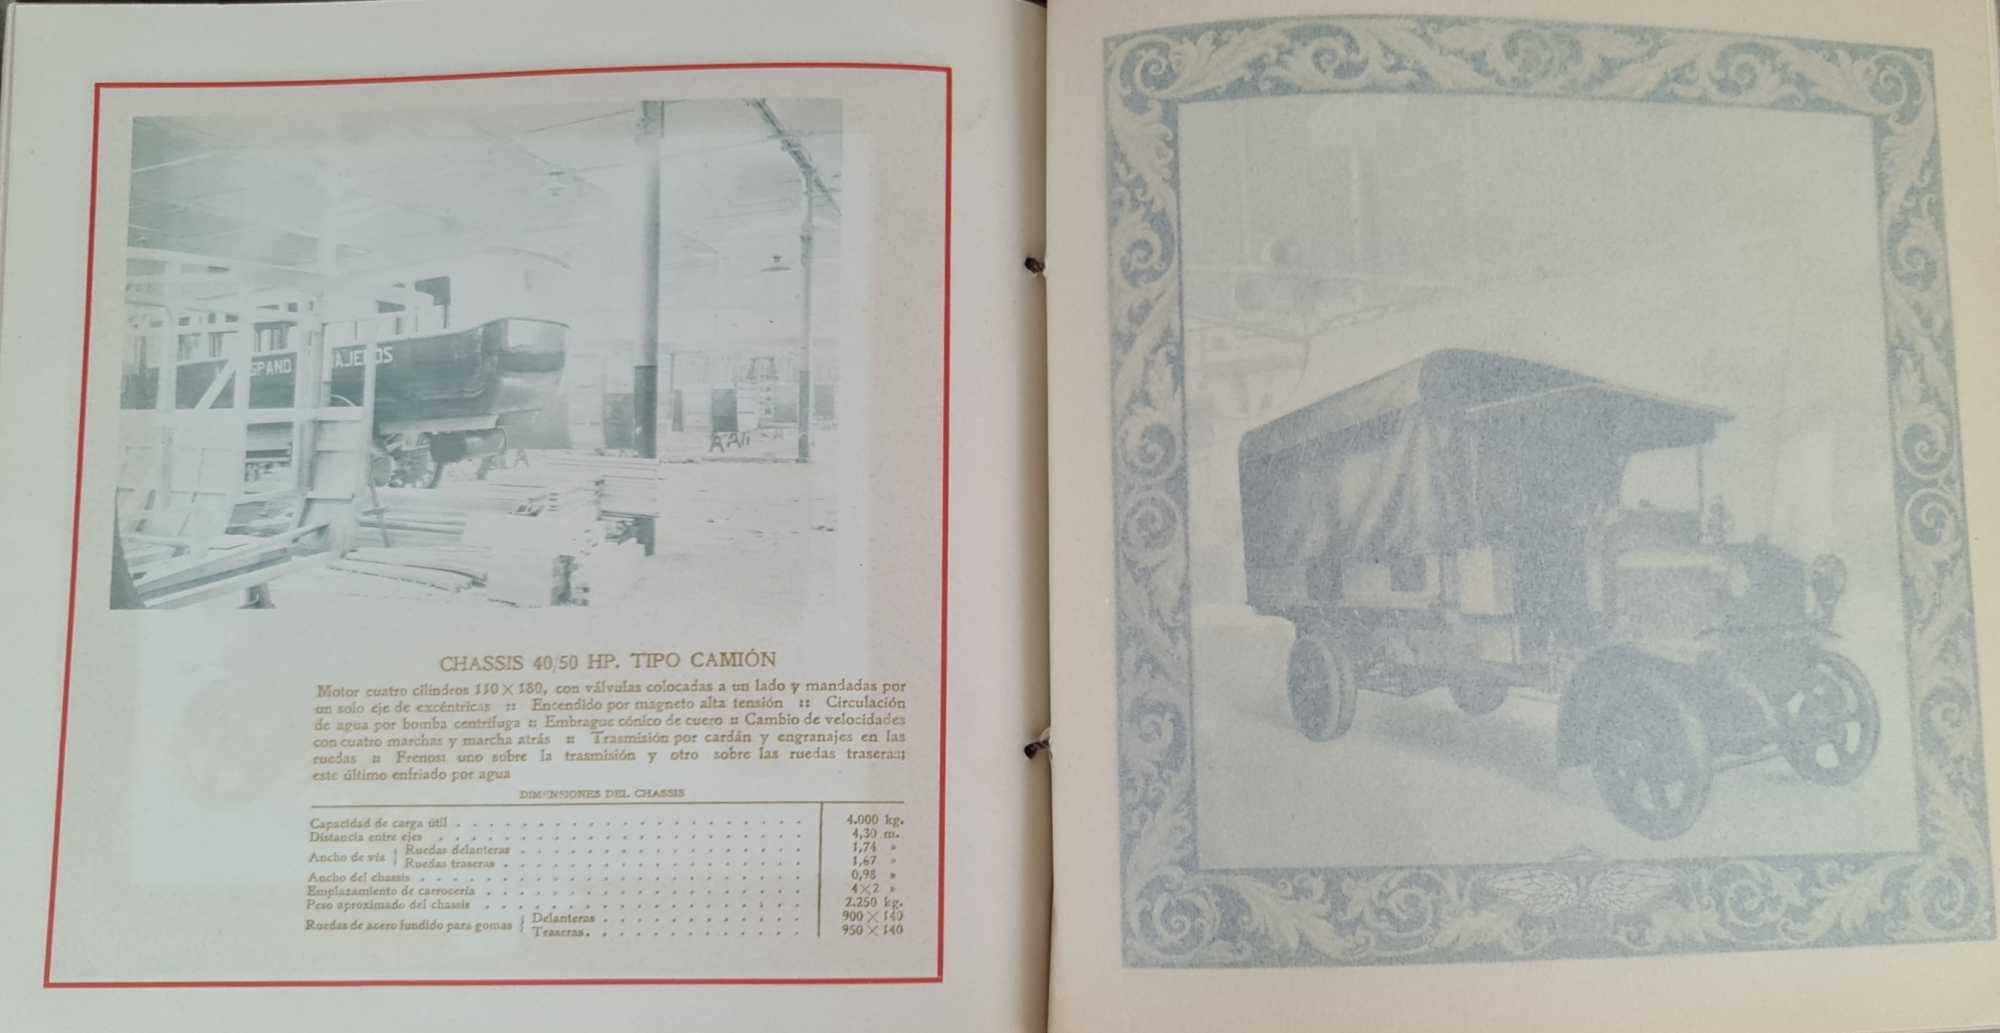 SPAND
AJEROS
A 211
CHASSIS 40/50 HP. TIPO CAMIÓN
Motor cuatro cilindros 110 × 180, con válvulas colocadas a un lado y mandadas por
un solo eje de excéntricas :: Encendido por magneto alta tensión :: Circulación
de agua por bomba centrífuga :: Embrague cónico de cuero :: Cambio de velocidades
con cuatro marchas y marcha atrás :: Trasmisión por cardán y engranajes en las
ruedas :: Frenos: uno sobre la trasmisión y otro sobre las ruedas traseras;
este último enfriado por agua
DIMENSIONES DEL CHASSIS
Capacidad de carga útil . . . 4.000 kg.
Distancia entre ejes . . . 4,30 m.
Ancho de vía { Ruedas delanteras . . . 1,74 »
Ruedas traseras . . . 1,67 »
Ancho del chassis . . . 0,98 »
Emplazamiento de carrocería . . . 4×2 »
Peso aproximado del chassis . . . 2.250 kg.
Ruedas de acero fundido para gomas { Delanteras . . . 900 × 140
Traseras . . . 950 × 140